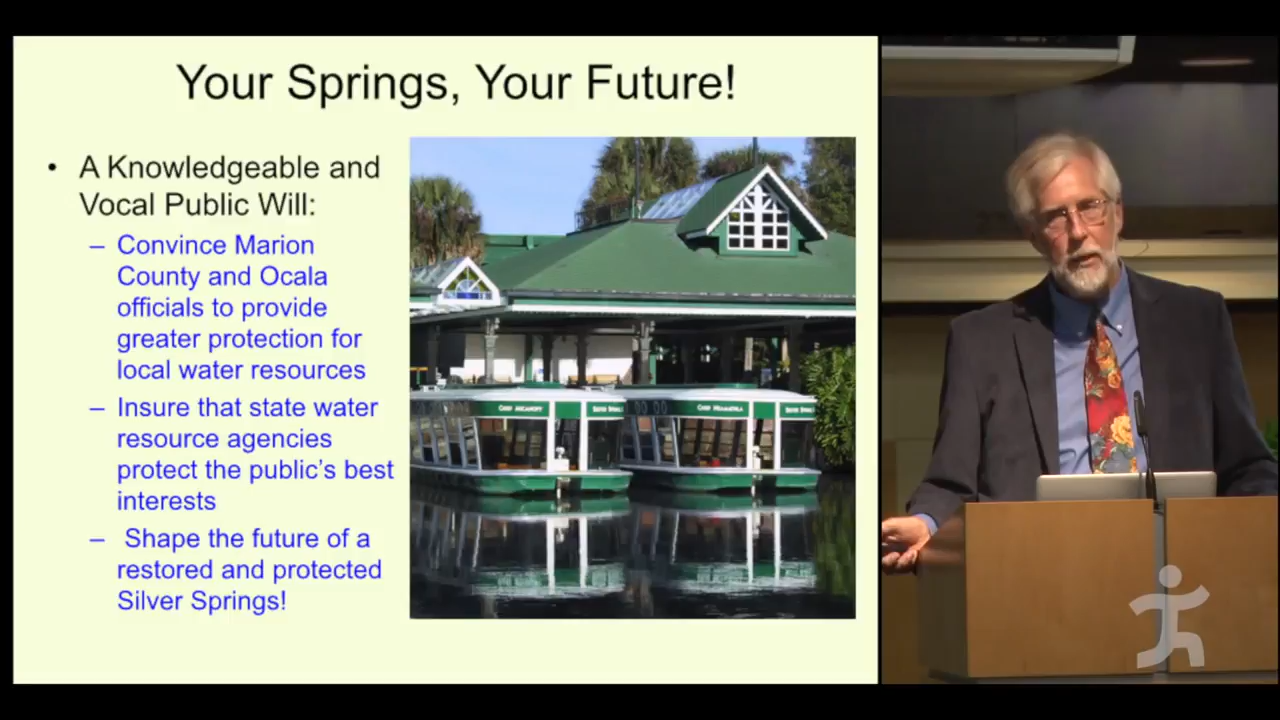 Your Springs, Your Future!
• A Knowledgeable and
Vocal Public Will:
– Convince Marion
County and Ocala
officials to provide
greater protection for
local water resources
– Insure that state water
resource agencies
protect the public's best
interests
– Shape the future of a
restored and protected
Silver Springs!
CHIEF MICANOPY